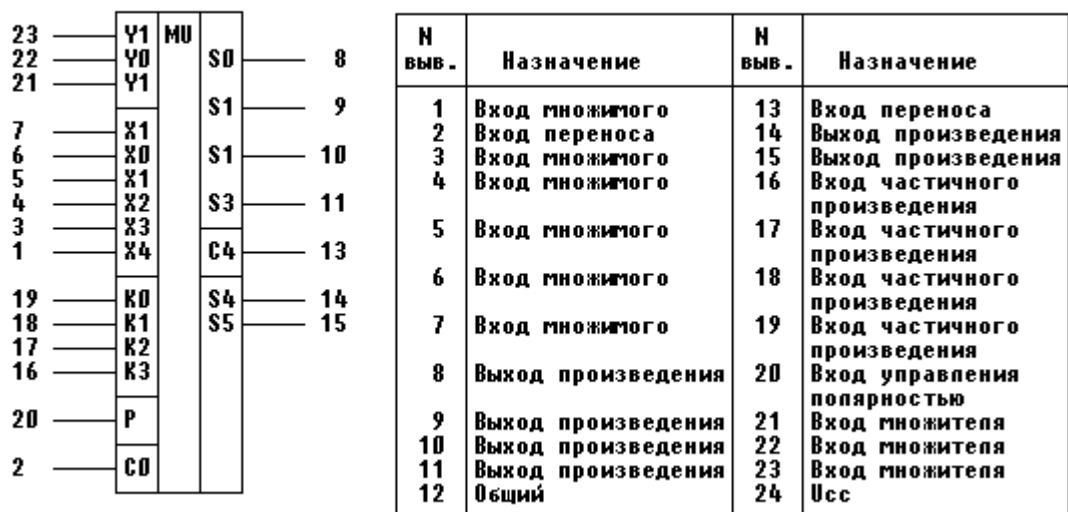 23 Y1 MU
22 Y0 S0 8
21 Y1
S1 9
7 X1
6 X0 S1 10
5 X1
4 X2 S3 11
3 X3
1 X4 C4 13
19 K0 S4 14
18 K1 S5 15
17 K2
16 K3
20 P
2 C0
N выв. Назначение N выв. Назначение
1 Вход множимого 13 Вход переноса
2 Вход переноса 14 Выход произведения
3 Вход множимого 15 Выход произведения
4 Вход множимого 16 Вход частичного
произведения
5 Вход множимого 17 Вход частичного
произведения
6 Вход множимого 18 Вход частичного
произведения
7 Вход множимого 19 Вход частичного
произведения
8 Выход произведения 20 Вход управления
полярностью
9 Выход произведения 21 Вход множителя
10 Выход произведения 22 Вход множителя
11 Выход произведения 23 Вход множителя
12 Общий 24 Ucc